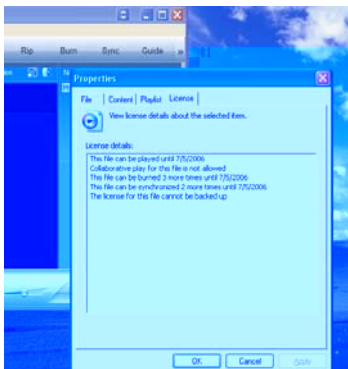 Rip Burn Sync Guide »
Properties
File Content Playlist License
View license details about the selected item.
License details:
This file can be played until 7/5/2006
Collaborative play for this file is not allowed
This file can be burned 3 more times until 7/5/2006
This file can be synchronized 2 more times until 7/5/2006
The license for this file cannot be backed up
OK Cancel Apply